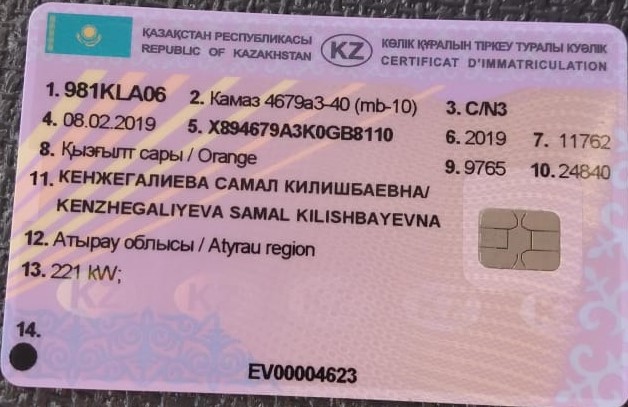 ҚАЗАҚСТАН РЕСПУБЛИКАСЫ
REPUBLIC OF KAZAKHSTAN
KZ
КӨЛІК ҚҰРАЛЫН ТІРКЕУ ТУРАЛЫ КУӘЛІК
CERTIFICAT D'IMMATRICULATION
1. 981KLA06 2. Камаз 4679а3-40 (mb-10) 3. C/N3
4. 08.02.2019 5. X894679A3K0GB8110 6. 2019 7. 11762
8. Қызғылт сары / Orange 9. 9765 10. 24840
11. КЕНЖЕГАЛИЕВА САМАЛ КИЛИШБАЕВНА/
KENZHEGALIYEVA SAMAL KILISHBAYEVNA
12. Атырау облысы / Atyrau region
13. 221 kW;
14.
EV00004623